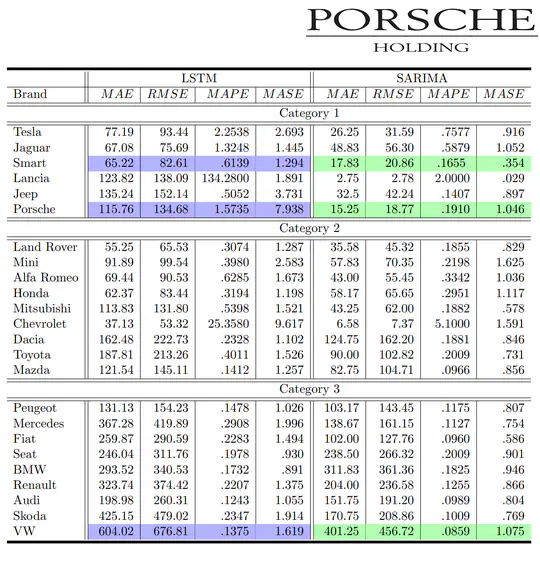 PORSCHE
HOLDING
LSTM SARIMA
Brand MAE RMSE MAPE MASE MAE RMSE MAPE MASE
Category 1
Tesla 77.19 93.44 2.2538 2.693 26.25 31.59 .7577 .916
Jaguar 67.08 75.69 1.3248 1.445 48.83 56.30 .5879 1.052
Smart 65.22 82.61 .6139 1.294 17.83 20.86 .1655 .354
Lancia 123.82 138.09 134.2800 1.891 2.75 2.78 2.0000 .029
Jeep 135.24 152.14 .5052 3.731 32.5 42.24 .1407 .897
Porsche 115.76 134.68 1.5735 7.938 15.25 18.77 .1910 1.046
Category 2
Land Rover 55.25 65.53 .3074 1.287 35.58 45.32 .1855 .829
Mini 91.89 99.54 .3980 2.583 57.83 70.35 .2198 1.625
Alfa Romeo 69.44 90.53 .6285 1.673 43.00 55.45 .3342 1.036
Honda 62.37 83.44 .3194 1.198 58.17 65.65 .2951 1.117
Mitsubishi 113.83 131.80 .5398 1.521 43.25 62.00 .1882 .578
Chevrolet 37.13 53.32 25.3580 9.617 6.58 7.37 5.1000 1.591
Dacia 162.48 222.73 .2328 1.102 124.75 162.20 .1881 .846
Toyota 187.81 213.26 .4011 1.526 90.00 102.82 .2009 .731
Mazda 121.54 145.11 .1412 1.257 82.75 104.71 .0966 .856
Category 3
Peugeot 131.13 154.23 .1478 1.026 103.17 143.45 .1175 .807
Mercedes 367.28 419.89 .2908 1.996 138.67 161.15 .1127 .754
Fiat 259.87 290.59 .2283 1.494 102.00 127.76 .0960 .586
Seat 246.04 311.76 .1978 .930 238.50 266.32 .2009 .901
BMW 293.52 340.53 .1732 .891 311.83 361.36 .1825 .946
Renault 323.74 374.42 .2207 1.375 204.00 236.58 .1255 .866
Audi 198.98 260.31 .1243 1.055 151.75 191.20 .0989 .804
Skoda 425.15 479.02 .2347 1.914 170.75 208.86 .1009 .769
VW 604.02 676.81 .1375 1.619 401.25 456.72 .0859 1.075